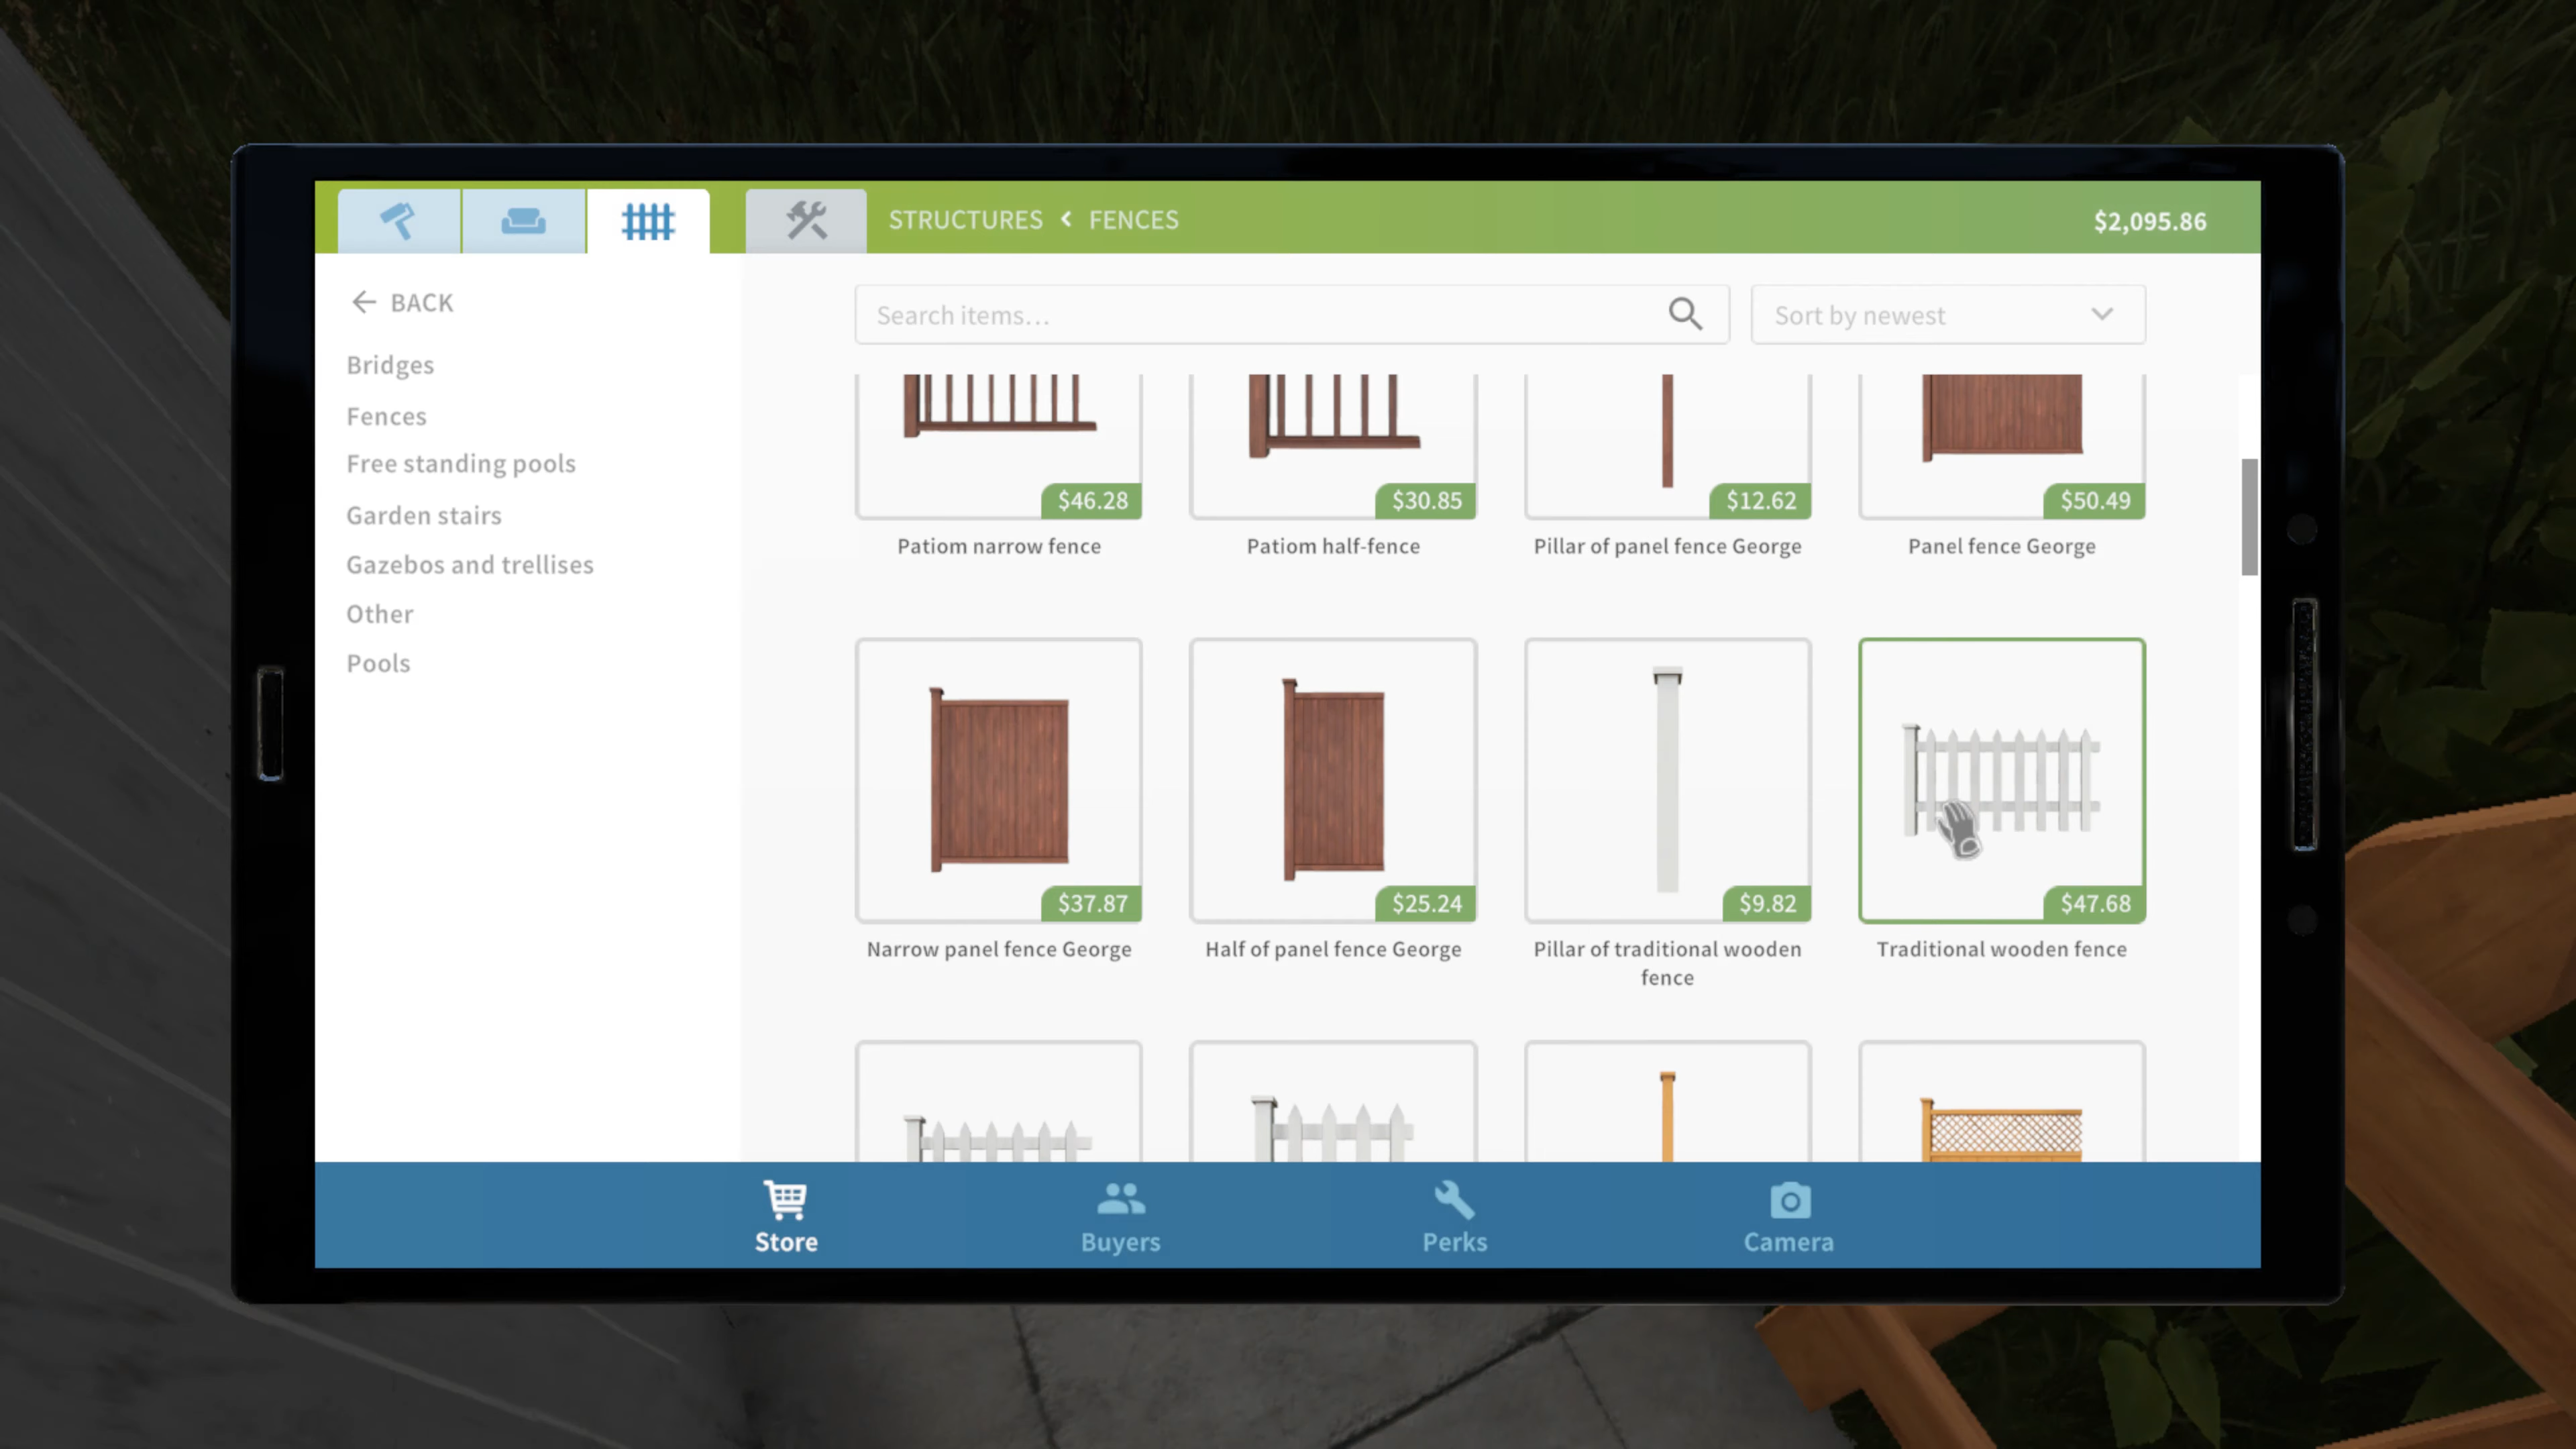 STRUCTURES < FENCES
$2,095.86
BACK
Search items...
Sort by newest
Bridges
Fences
Free standing pools
Garden stairs
Gazebos and trellises
Other
Pools
$46.28
$30.85
$12.62
$50.49
Patiom narrow fence
Patiom half-fence
Pillar of panel fence George
Panel fence George
$37.87
$25.24
$9.82
$47.68
Narrow panel fence George
Half of panel fence George
Pillar of traditional wooden
fence
Traditional wooden fence
Store
Buyers
Perks
Camera